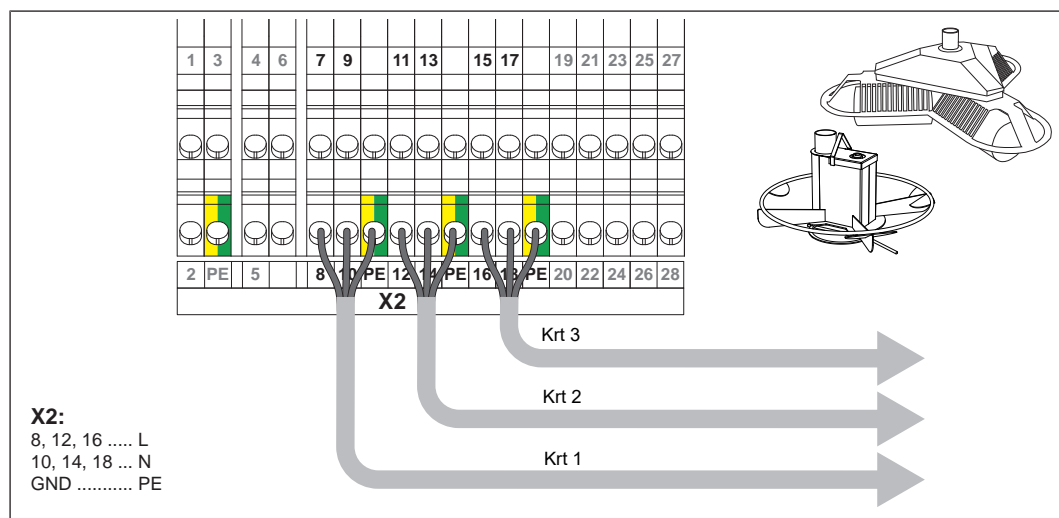 1 3 4 6 7 9 11 13 15 17 19 21 23 25 27
2 PE 5 8 10 PE 12 14 PE 16 18 PE 20 22 24 26 28
X2
Krt 3
Krt 2
Krt 1
X2:
8, 12, 16 ..... L
10, 14, 18 ... N
GND ........... PE